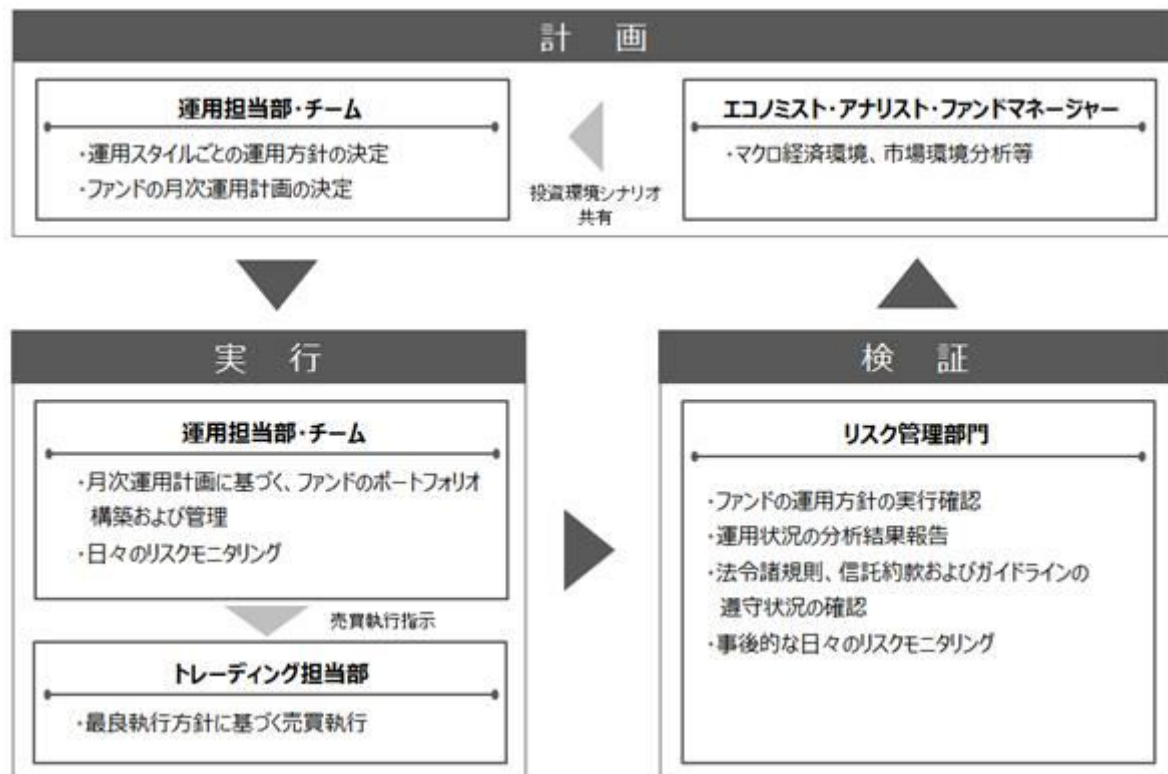 計 画
運用担当部・チーム
・運用スタイルごとの運用方針の決定
・ファンドの月次運用計画の決定
投資環境シナリオ
共有
エコノミスト・アナリスト・ファンドマネージャー
・マクロ経済環境、市場環境分析等
実 行
運用担当部・チーム
・月次運用計画に基づく、ファンドのポートフォリオ
構築および管理
・日々のリスクモニタリング
売買執行指示
トレーディング担当部
・最良執行方針に基づく売買執行
検 証
リスク管理部門
・ファンドの運用方針の実行確認
・運用状況の分析結果報告
・法令諸規則、信託約款およびガイドラインの
遵守状況の確認
・事後的な日々のリスクモニタリング